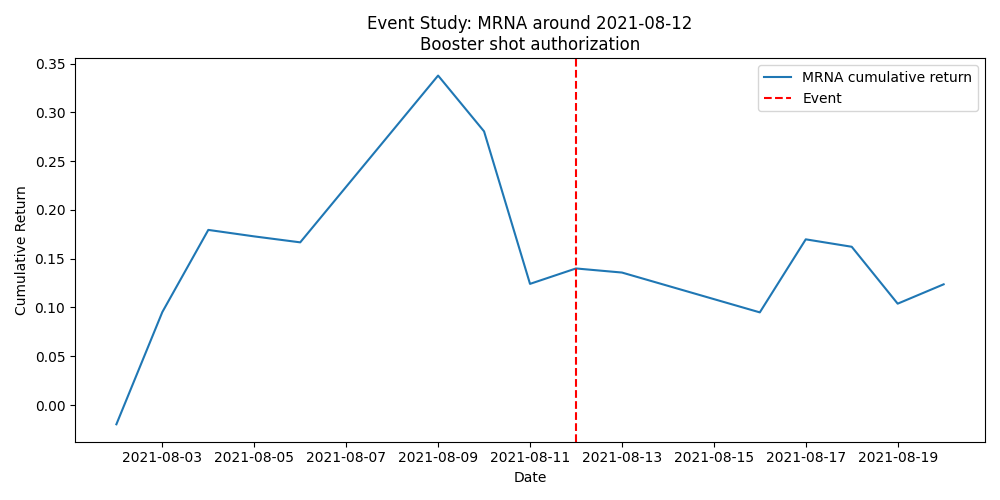 Event Study: MRNA around 2021-08-12
Booster shot authorization
MRNA cumulative return
Event
Cumulative Return
0.35
0.30
0.25
0.20
0.15
0.10
0.05
0.00
2021-08-03 2021-08-05 2021-08-07 2021-08-09 2021-08-11 2021-08-13 2021-08-15 2021-08-17 2021-08-19
Date